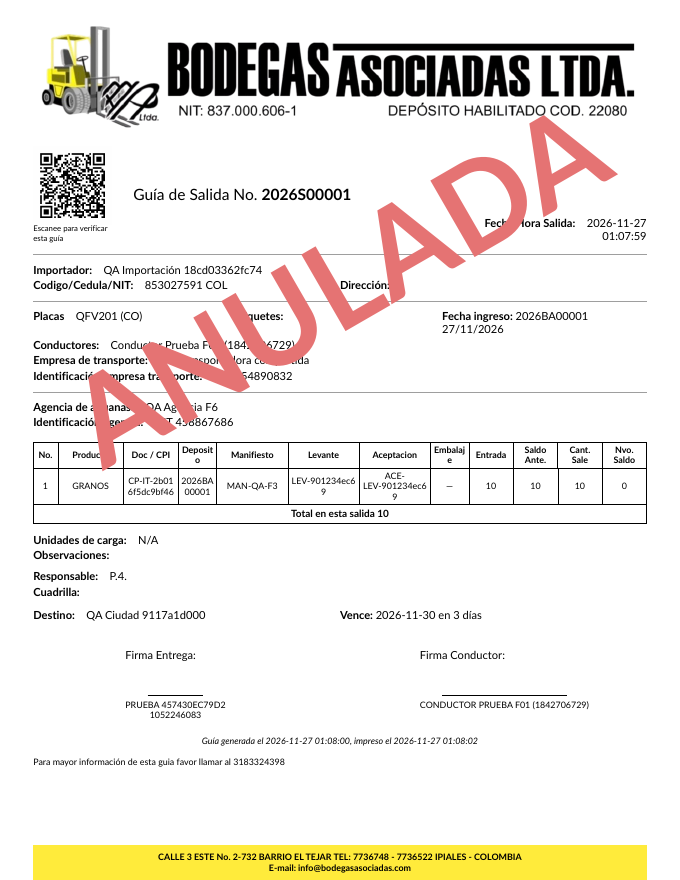 BODEGAS ASOCIADAS LTDA.
Ltda.
NIT: 837.000.606-1 DEPÓSITO HABILITADO COD. 22080
Guía de Salida No. 2026S00001
Escanee para verificar
esta guía
Hora Salida: 2026-11-27
01:07:59
ANULADA
Importador: QA Importación 18cd03362fc74
Codigo/Cedula/NIT: 853027591 COL Dirección:
Placas QFV201 (CO) Fecha ingreso: 2026BA00001
27/11/2026
Conductores: Conductor Prueba
Empresa de transporte:
Identificación empresa transporte: 54890832
Agencia de aduanas: QA Agencia F6
Identificación 458867686
No. Producto Doc / CPI Deposit
o Manifiesto Levante Aceptacion Embalaj
e Entrada Saldo
Ante. Cant.
Sale Nvo.
Saldo
1 GRANOS CP-IT-2b01
6f5dc9bf46 2026BA
00001 MAN-QA-F3 LEV-901234ec6
9 ACE-
LEV-901234ec6
9 — 10 10 10 0
Total en esta salida 10
Unidades de carga: N/A
Observaciones:
Responsable: P.4.
Cuadrilla:
Destino: QA Ciudad 9117a1d000 Vence: 2026-11-30 en 3 días
Firma Entrega: Firma Conductor:
PRUEBA 457430EC79D2
1052246083
CONDUCTOR PRUEBA F01 (1842706729)
Guía generada el 2026-11-27 01:08:00, impreso el 2026-11-27 01:08:02
Para mayor información de esta guia favor llamar al 3183324398
CALLE 3 ESTE No. 2-732 BARRIO EL TEJAR TEL: 7736748 - 7736522 IPIALES - COLOMBIA
E-mail: info@bodegasasociadas.com